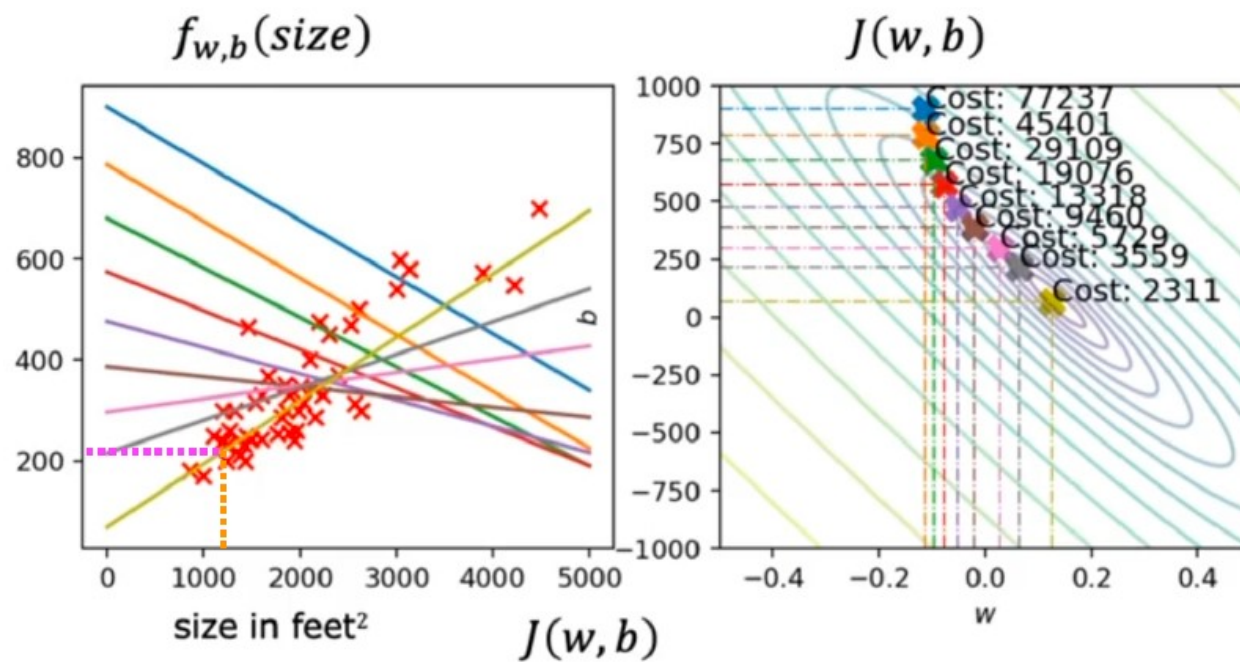 f_{w,b}(size)
J(w, b)
800
600
400
200
0
1000
2000
3000
4000
5000
size in feet²
b
J(w, b)
1000
750
500
250
0
−250
−500
−750
−1000
Cost: 77237
Cost: 45401
Cost: 29109
Cost: 19076
Cost: 13318
Cost: 9460
Cost: 5729
Cost: 3559
Cost: 2311
−0.4
−0.2
0.0
0.2
0.4
w